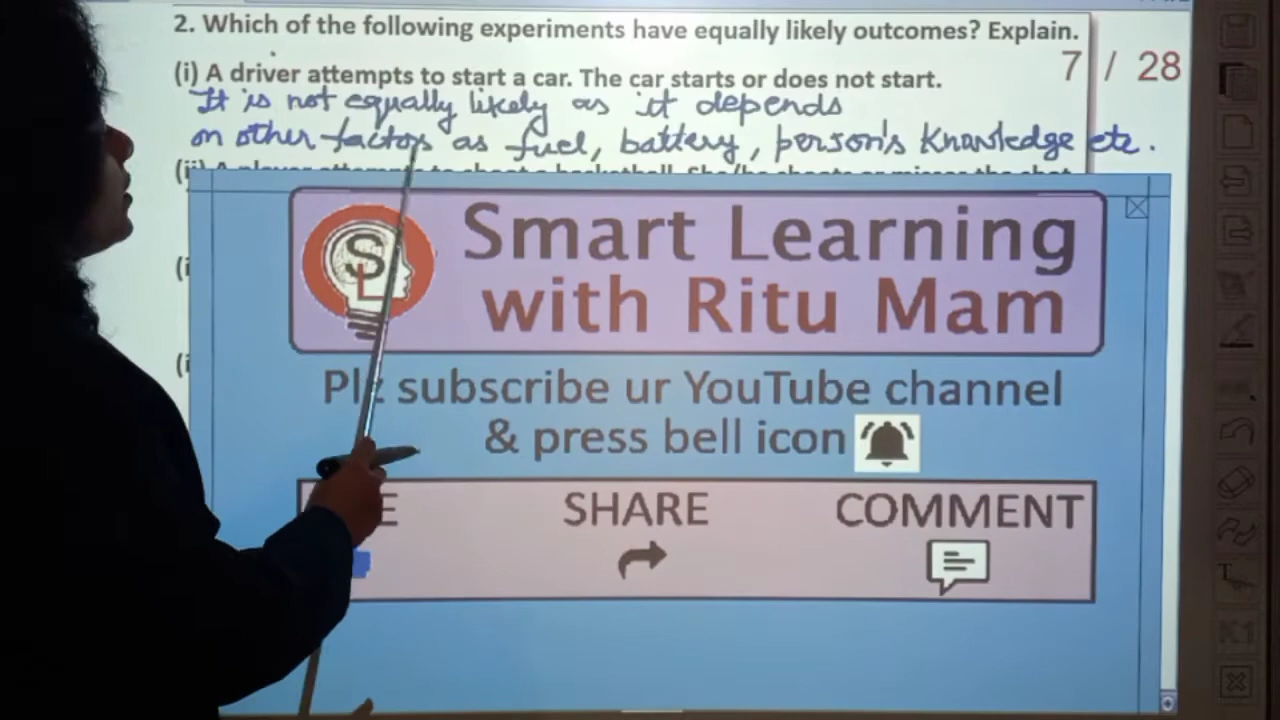 2. Which of the following experiments have equally likely outcomes? Explain.
7 / 28
(i) A driver attempts to start a car. The car starts or does not start.
It is not equally likely as it depends
on other factors as fuel, battery, person's Knowledge etc.
Smart Learning
with Ritu Mam
Plz subscribe ur YouTube channel
& press bell icon
SHARE
COMMENT